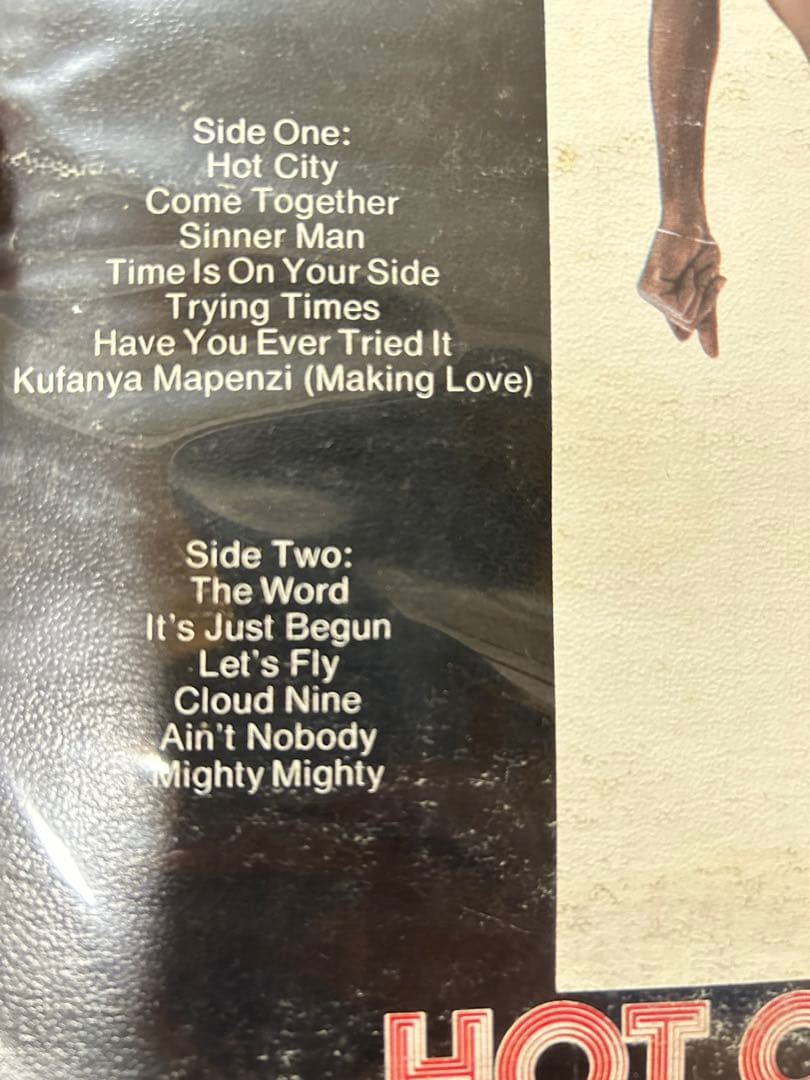 Side One:
Hot City
Come Together
Sinner Man
Time Is On Your Side
Trying Times
Have You Ever Tried It
Kufanya Mapenzi (Making Love)
Side Two:
The Word
It's Just Begun
Let's Fly
Cloud Nine
Ain't Nobody
Mighty Mighty
HOT